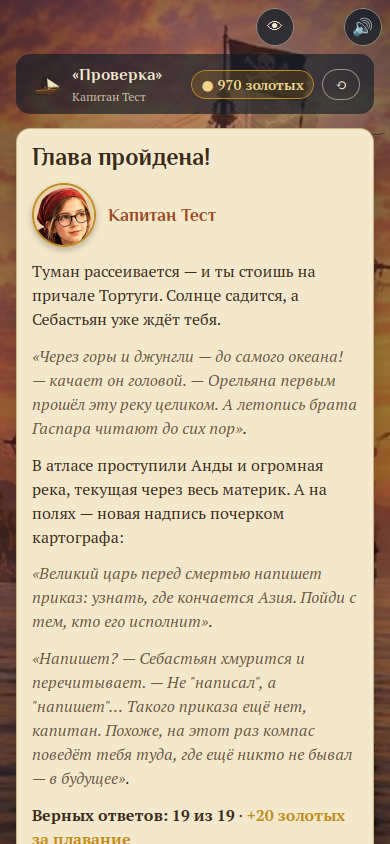 «Проверка»
Капитан Тест
970 золотых
Глава пройдена!
Капитан Тест
Туман рассеивается — и ты стоишь на
причале Тортуги. Солнце садится, а
Себастьян уже ждёт тебя.
«Через горы и джунгли — до самого океана!
— качает он головой. — Орельяна первым
прошёл эту реку целиком. А летопись брата
Гаспара читают до сих пор».
В атласе проступили Анды и огромная
река, текущая через весь материк. А на
полях — новая надпись почерком
картографа:
«Великий царь перед смертью напишет
приказ: узнать, где кончается Азия. Пойди с
тем, кто его исполнит».
«Напишет? — Себастьян хмурится и
перечитывает. — Не "написал", а
"напишет"… Такого приказа ещё нет,
капитан. Похоже, на этот раз компас
поведёт тебя туда, где ещё никто не бывал
— в будущее».
Верных ответов: 19 из 19 · +20 золотых
за плавание